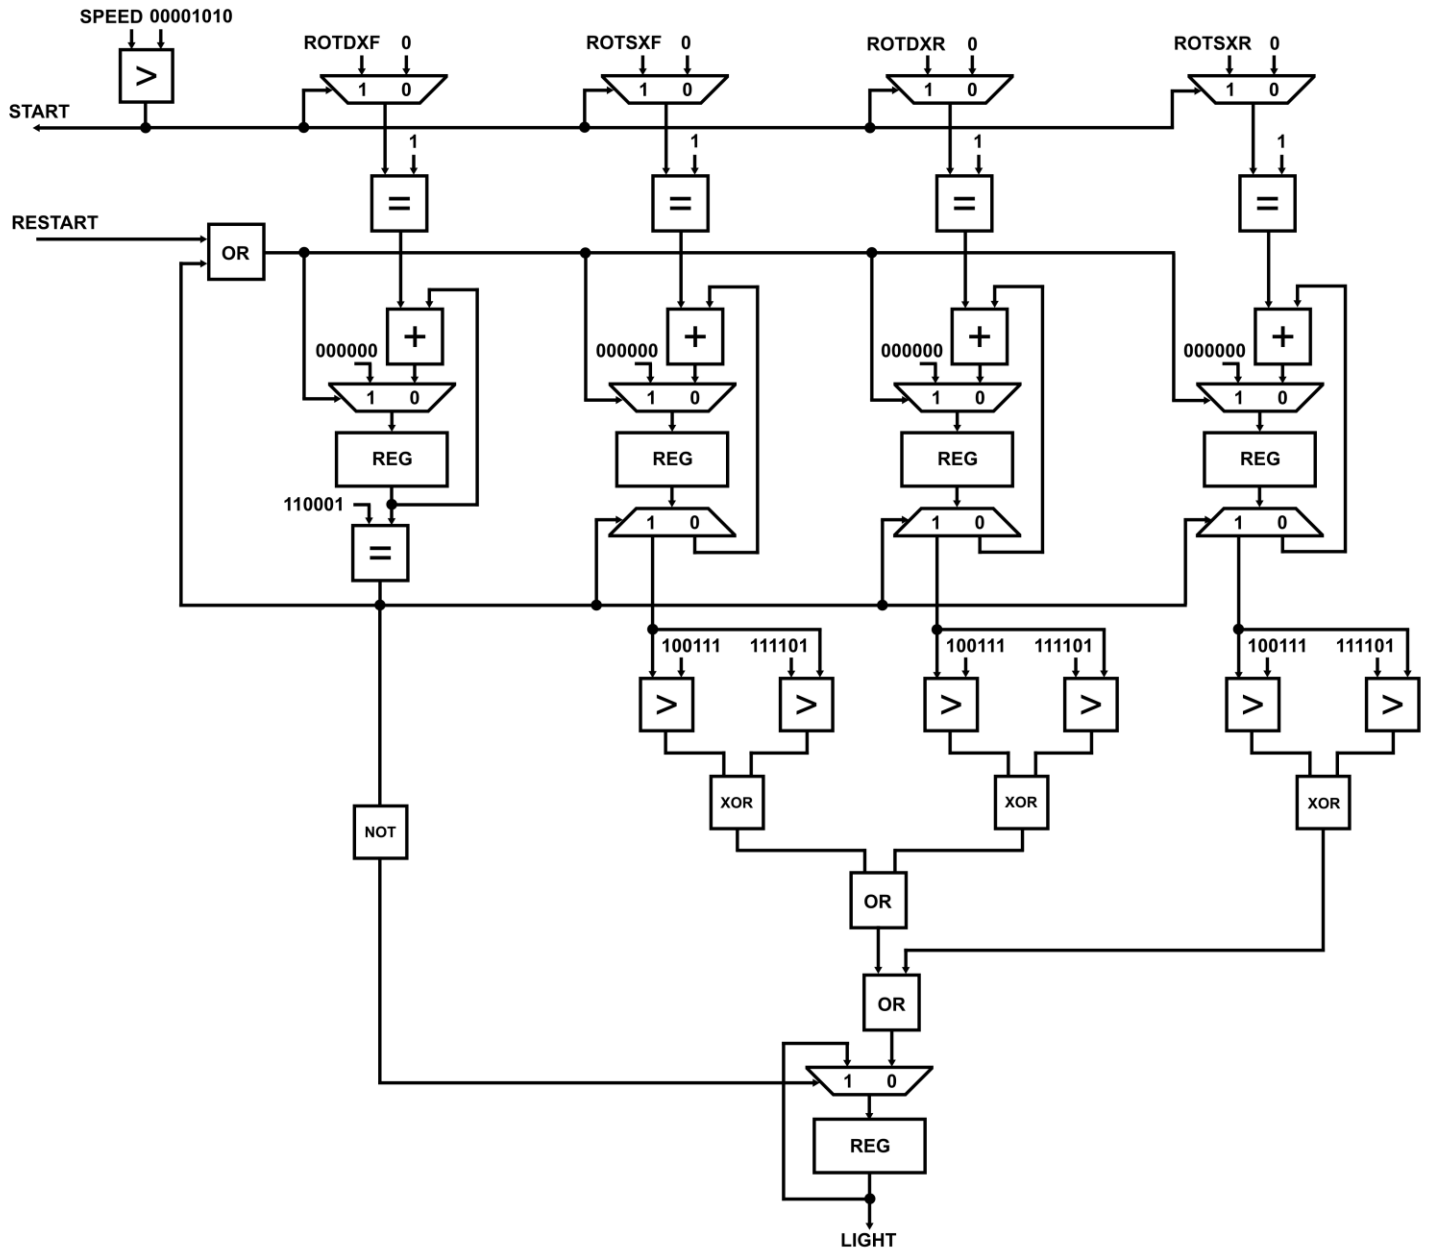 SPEED 00001010
ROTDXF 0 ROTSXF 0 ROTDXR 0 ROTSXR 0
> 1 0 1 0 1 0 1 0
START
1 1 1 1
= = = =
RESTART
OR
+ + + +
000000 000000 000000 000000
1 0 1 0 1 0 1 0
REG REG REG REG
110001
1 0 1 0 1 0
=
100111 111101 100111 111101 100111 111101
> > > > > >
XOR XOR XOR
NOT
OR
OR
1 0
REG
LIGHT